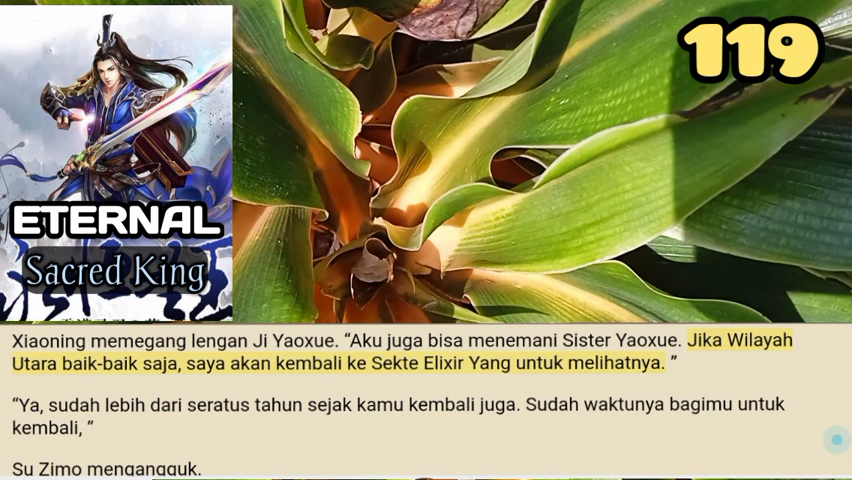 119
ETERNAL
Sacred King
Xiaoning memegang lengan Ji Yaoxue. “Aku juga bisa menemani Sister Yaoxue. Jika Wilayah
Utara baik-baik saja, saya akan kembali ke Sekte Elixir Yang untuk melihatnya. ”
“Ya, sudah lebih dari seratus tahun sejak kamu kembali juga. Sudah waktunya bagimu untuk
kembali, ”
Su Zimo mengangguk.